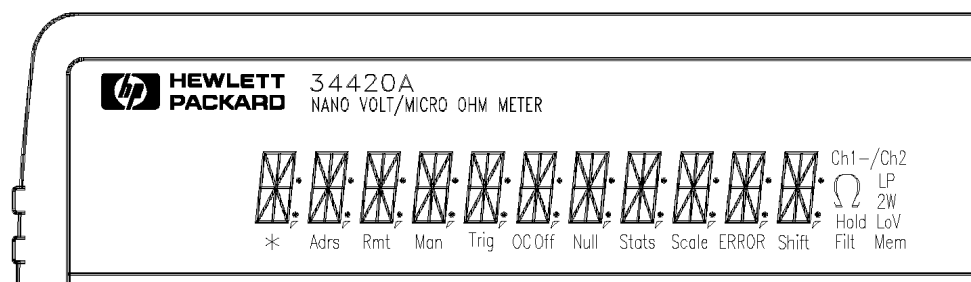 hp HEWLETT PACKARD
34420A
NANO VOLT/MICRO OHM METER
Ch1-/Ch2
Ω LP
2W
Hold LoV
* Adrs Rmt Man Trig OC Off Null Stats Scale ERROR Shift Filt Mem